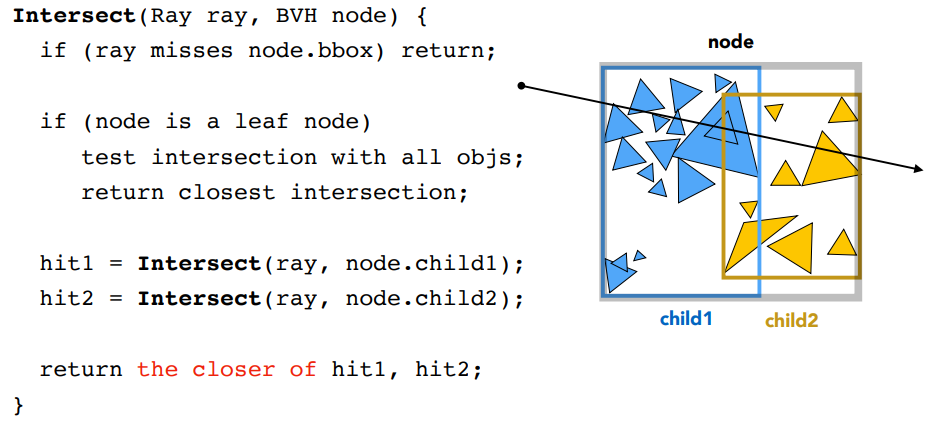 Intersect(Ray ray, BVH node) {
if (ray misses node.bbox) return;
if (node is a leaf node)
test intersection with all objs;
return closest intersection;
hit1 = Intersect(ray, node.child1);
hit2 = Intersect(ray, node.child2);
return the closer of hit1, hit2;
}
node
child1
child2